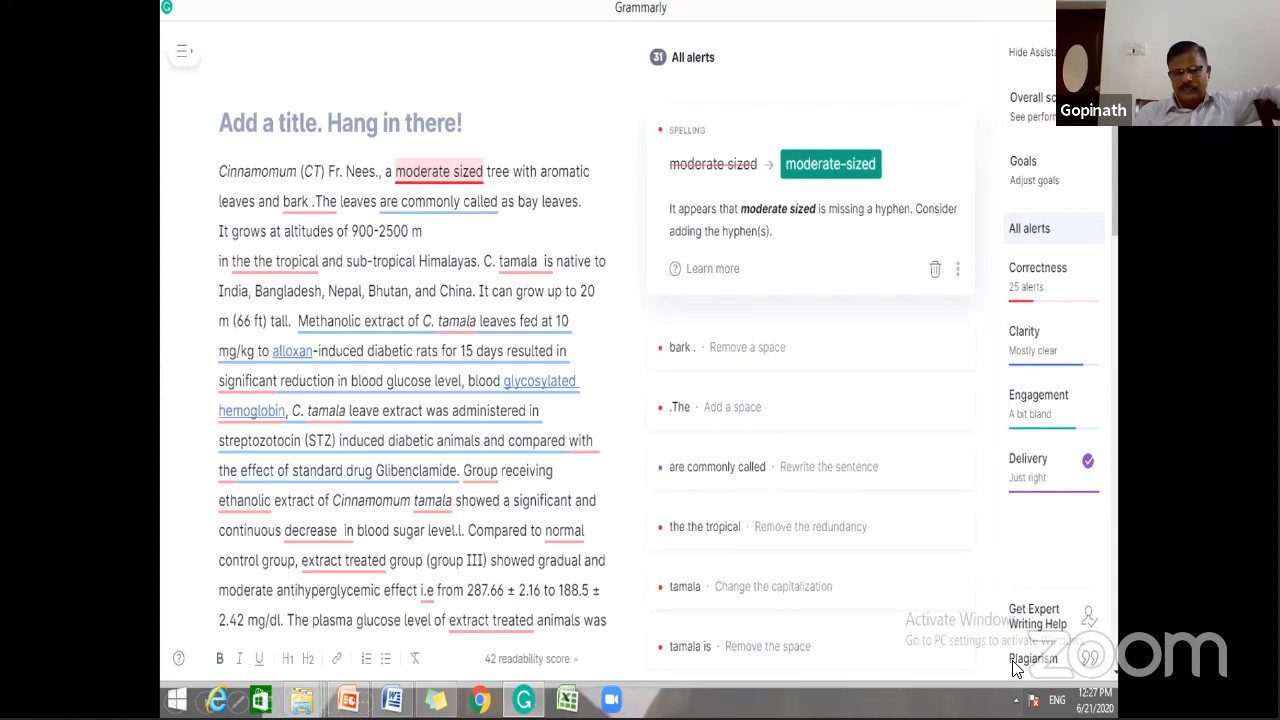 Grammarly
Add a title. Hang in there!
Cinnamomum (CT) Fr. Nees., a moderate sized tree with aromatic
leaves and bark .The leaves are commonly called as bay leaves.
It grows at altitudes of 900-2500 m
in the the tropical and sub-tropical Himalayas. C. tamala  is native to
India, Bangladesh, Nepal, Bhutan, and China. It can grow up to 20
m (66 ft) tall.  Methanolic extract of C. tamala leaves fed at 10
mg/kg to alloxan-induced diabetic rats for 15 days resulted in
significant reduction in blood glucose level, blood glycosylated
hemoglobin, C. tamala leave extract was administered in
streptozotocin (STZ) induced diabetic animals and compared with
the effect of standard drug Glibenclamide. Group receiving
ethanolic extract of Cinnamomum tamala showed a significant and
continuous decrease  in blood sugar level.l. Compared to normal
control group, extract treated group (group III) showed gradual and
moderate antihyperglycemic effect i.e from 287.66 ± 2.16 to 188.5 ±
2.42 mg/dl. The plasma glucose level of extract treated animals was
B I U H1 H2
42 readability score
31 All alerts
SPELLING
moderate sized → moderate-sized
It appears that moderate sized is missing a hyphen. Consider
adding the hyphen(s).
Learn more
bark . · Remove a space
.The · Add a space
are commonly called · Rewrite the sentence
the the tropical · Remove the redundancy
tamala · Change the capitalization
tamala is · Remove the space
Hide Assista
Overall sc
See perform
Goals
Adjust goals
All alerts
Correctness
25 alerts
Clarity
Mostly clear
Engagement
A bit bland
Delivery
Just right
Get Expert
Writing Help
Plagiarism
Activate Windows
Go to PC settings to activate
Gopinath
zoom
ENG
12:27 PM
6/21/2020